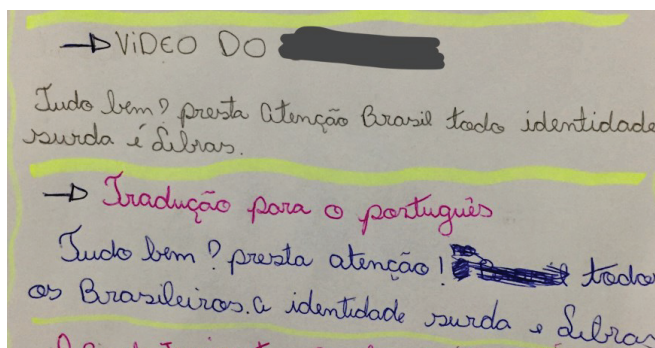 → VIDEO DO
Tudo bem? presta atenção Brasil todo identidade
surda é Libras.
→ Tradução para o português
Tudo bem? presta atenção! todos
os Brasileiros. a identidade surda e Libras